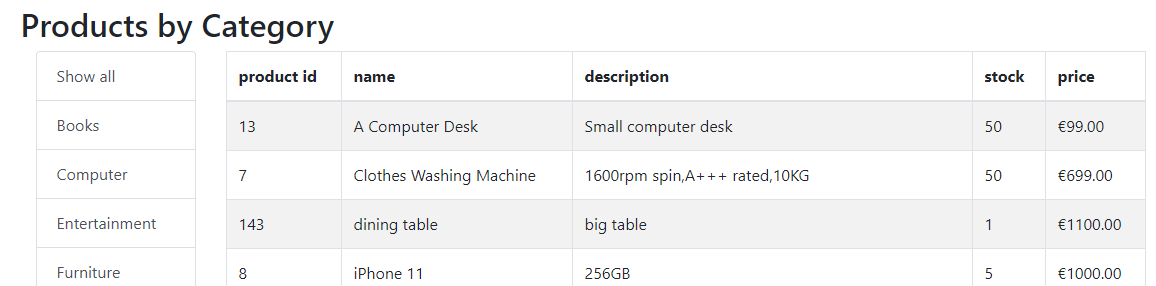 Products by Category
Show all
Books
Computer
Entertainment
Furniture
product id name description stock price
13 A Computer Desk Small computer desk 50 €99.00
7 Clothes Washing Machine 1600rpm spin,A+++ rated,10KG 50 €699.00
143 dining table big table 1 €1100.00
8 iPhone 11 256GB 5 €1000.00